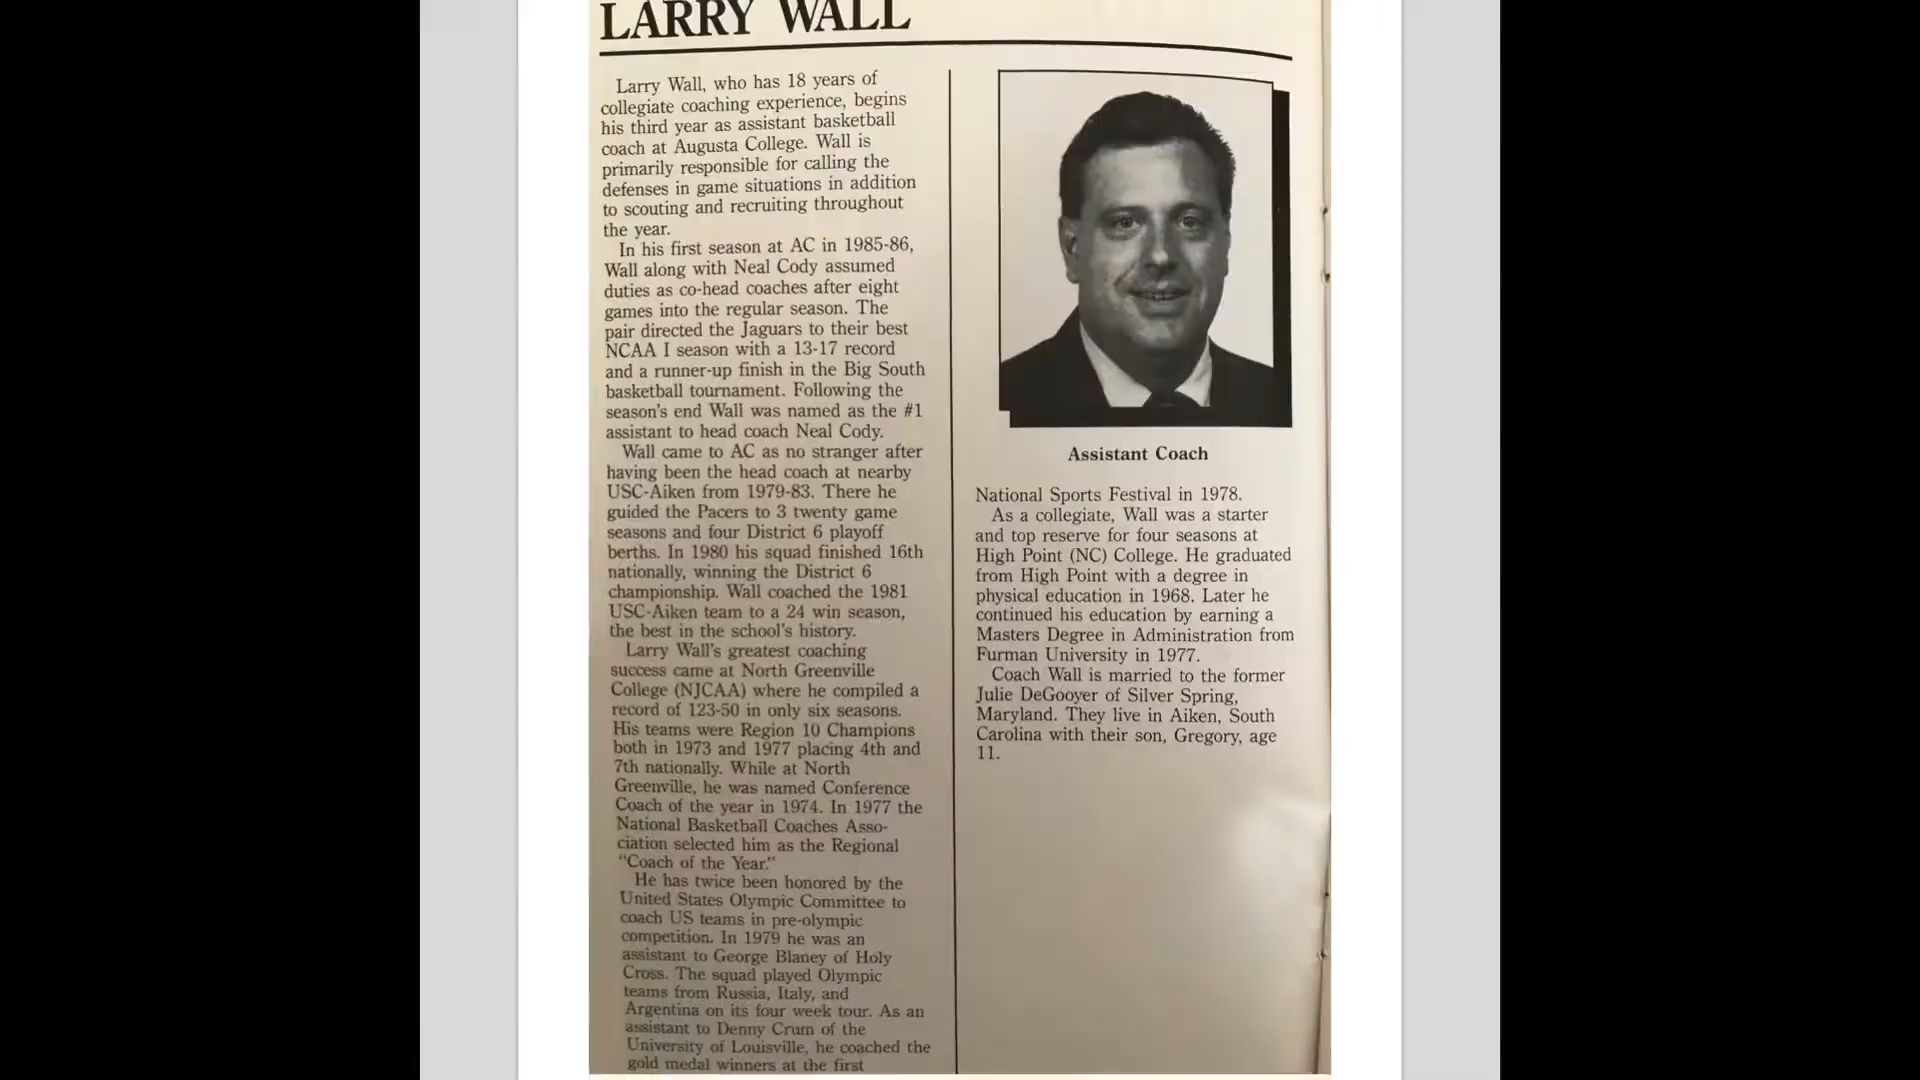 LARRY WALL
Larry Wall, who has 18 years of
collegiate coaching experience, begins
his third year as assistant basketball
coach at Augusta College. Wall is
primarily responsible for calling the
defenses in game situations in addition
to scouting and recruiting throughout
the year.
In his first season at AC in 1985-86,
Wall along with Neal Cody assumed
duties as co-head coaches after eight
games into the regular season. The
pair directed the Jaguars to their best
NCAA I season with a 13-17 record
and a runner-up finish in the Big South
basketball tournament. Following the
season's end Wall was named as the #1
assistant to head coach Neal Cody.
Wall came to AC as no stranger after
having been the head coach at nearby
USC-Aiken from 1979-83. There he
guided the Pacers to 3 twenty game
seasons and four District 6 playoff
berths. In 1980 his squad finished 16th
nationally, winning the District 6
championship. Wall coached the 1981
USC-Aiken team to a 24 win season,
the best in the school's history.
Larry Wall's greatest coaching
success came at North Greenville
College (NJCAA) where he compiled a
record of 123-50 in only six seasons.
His teams were Region 10 Champions
both in 1973 and 1977 placing 4th and
7th nationally. While at North
Greenville, he was named Conference
Coach of the year in 1974. In 1977 the
National Basketball Coaches Asso-
ciation selected him as the Regional
"Coach of the Year."
He has twice been honored by the
United States Olympic Committee to
coach US teams in pre-olympic
competition. In 1979 he was an
assistant to George Blaney of Holy
Cross. The squad played Olympic
teams from Russia, Italy, and
Argentina on its four week tour. As an
assistant to Denny Crum of the
University of Louisville, he coached the
gold medal winners at the first
Assistant Coach
National Sports Festival in 1978.
As a collegiate, Wall was a starter
and top reserve for four seasons at
High Point (NC) College. He graduated
from High Point with a degree in
physical education in 1968. Later he
continued his education by earning a
Masters Degree in Administration from
Furman University in 1977.
Coach Wall is married to the former
Julie DeGooyer of Silver Spring,
Maryland. They live in Aiken, South
Carolina with their son, Gregory, age
11.